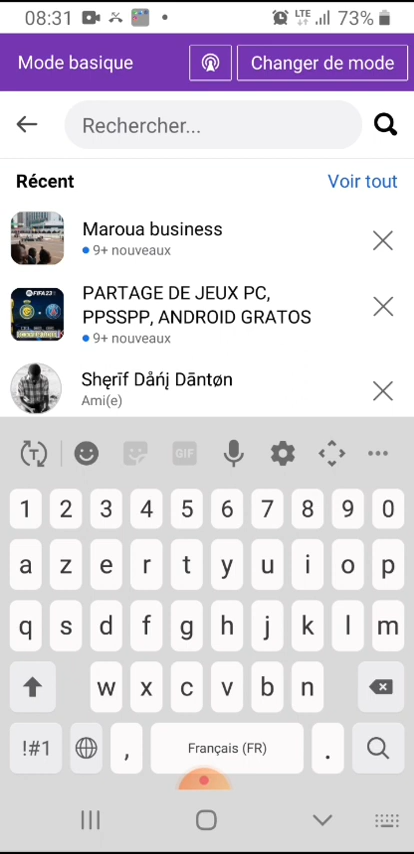 08:31 LTE 73%
Mode basique
Changer de mode
Rechercher...
Récent
Voir tout
Maroua business
9+ nouveaux
PARTAGE DE JEUX PC,
PPSSPP, ANDROID GRATOS
9+ nouveaux
Shęrīf Dåńį Dāntøn
Ami(e)
T GIF
1 2 3 4 5 6 7 8 9 0
a z e r t y u i o p
q s d f g h j k l m
w x c v b n
!#1 , Français (FR) .